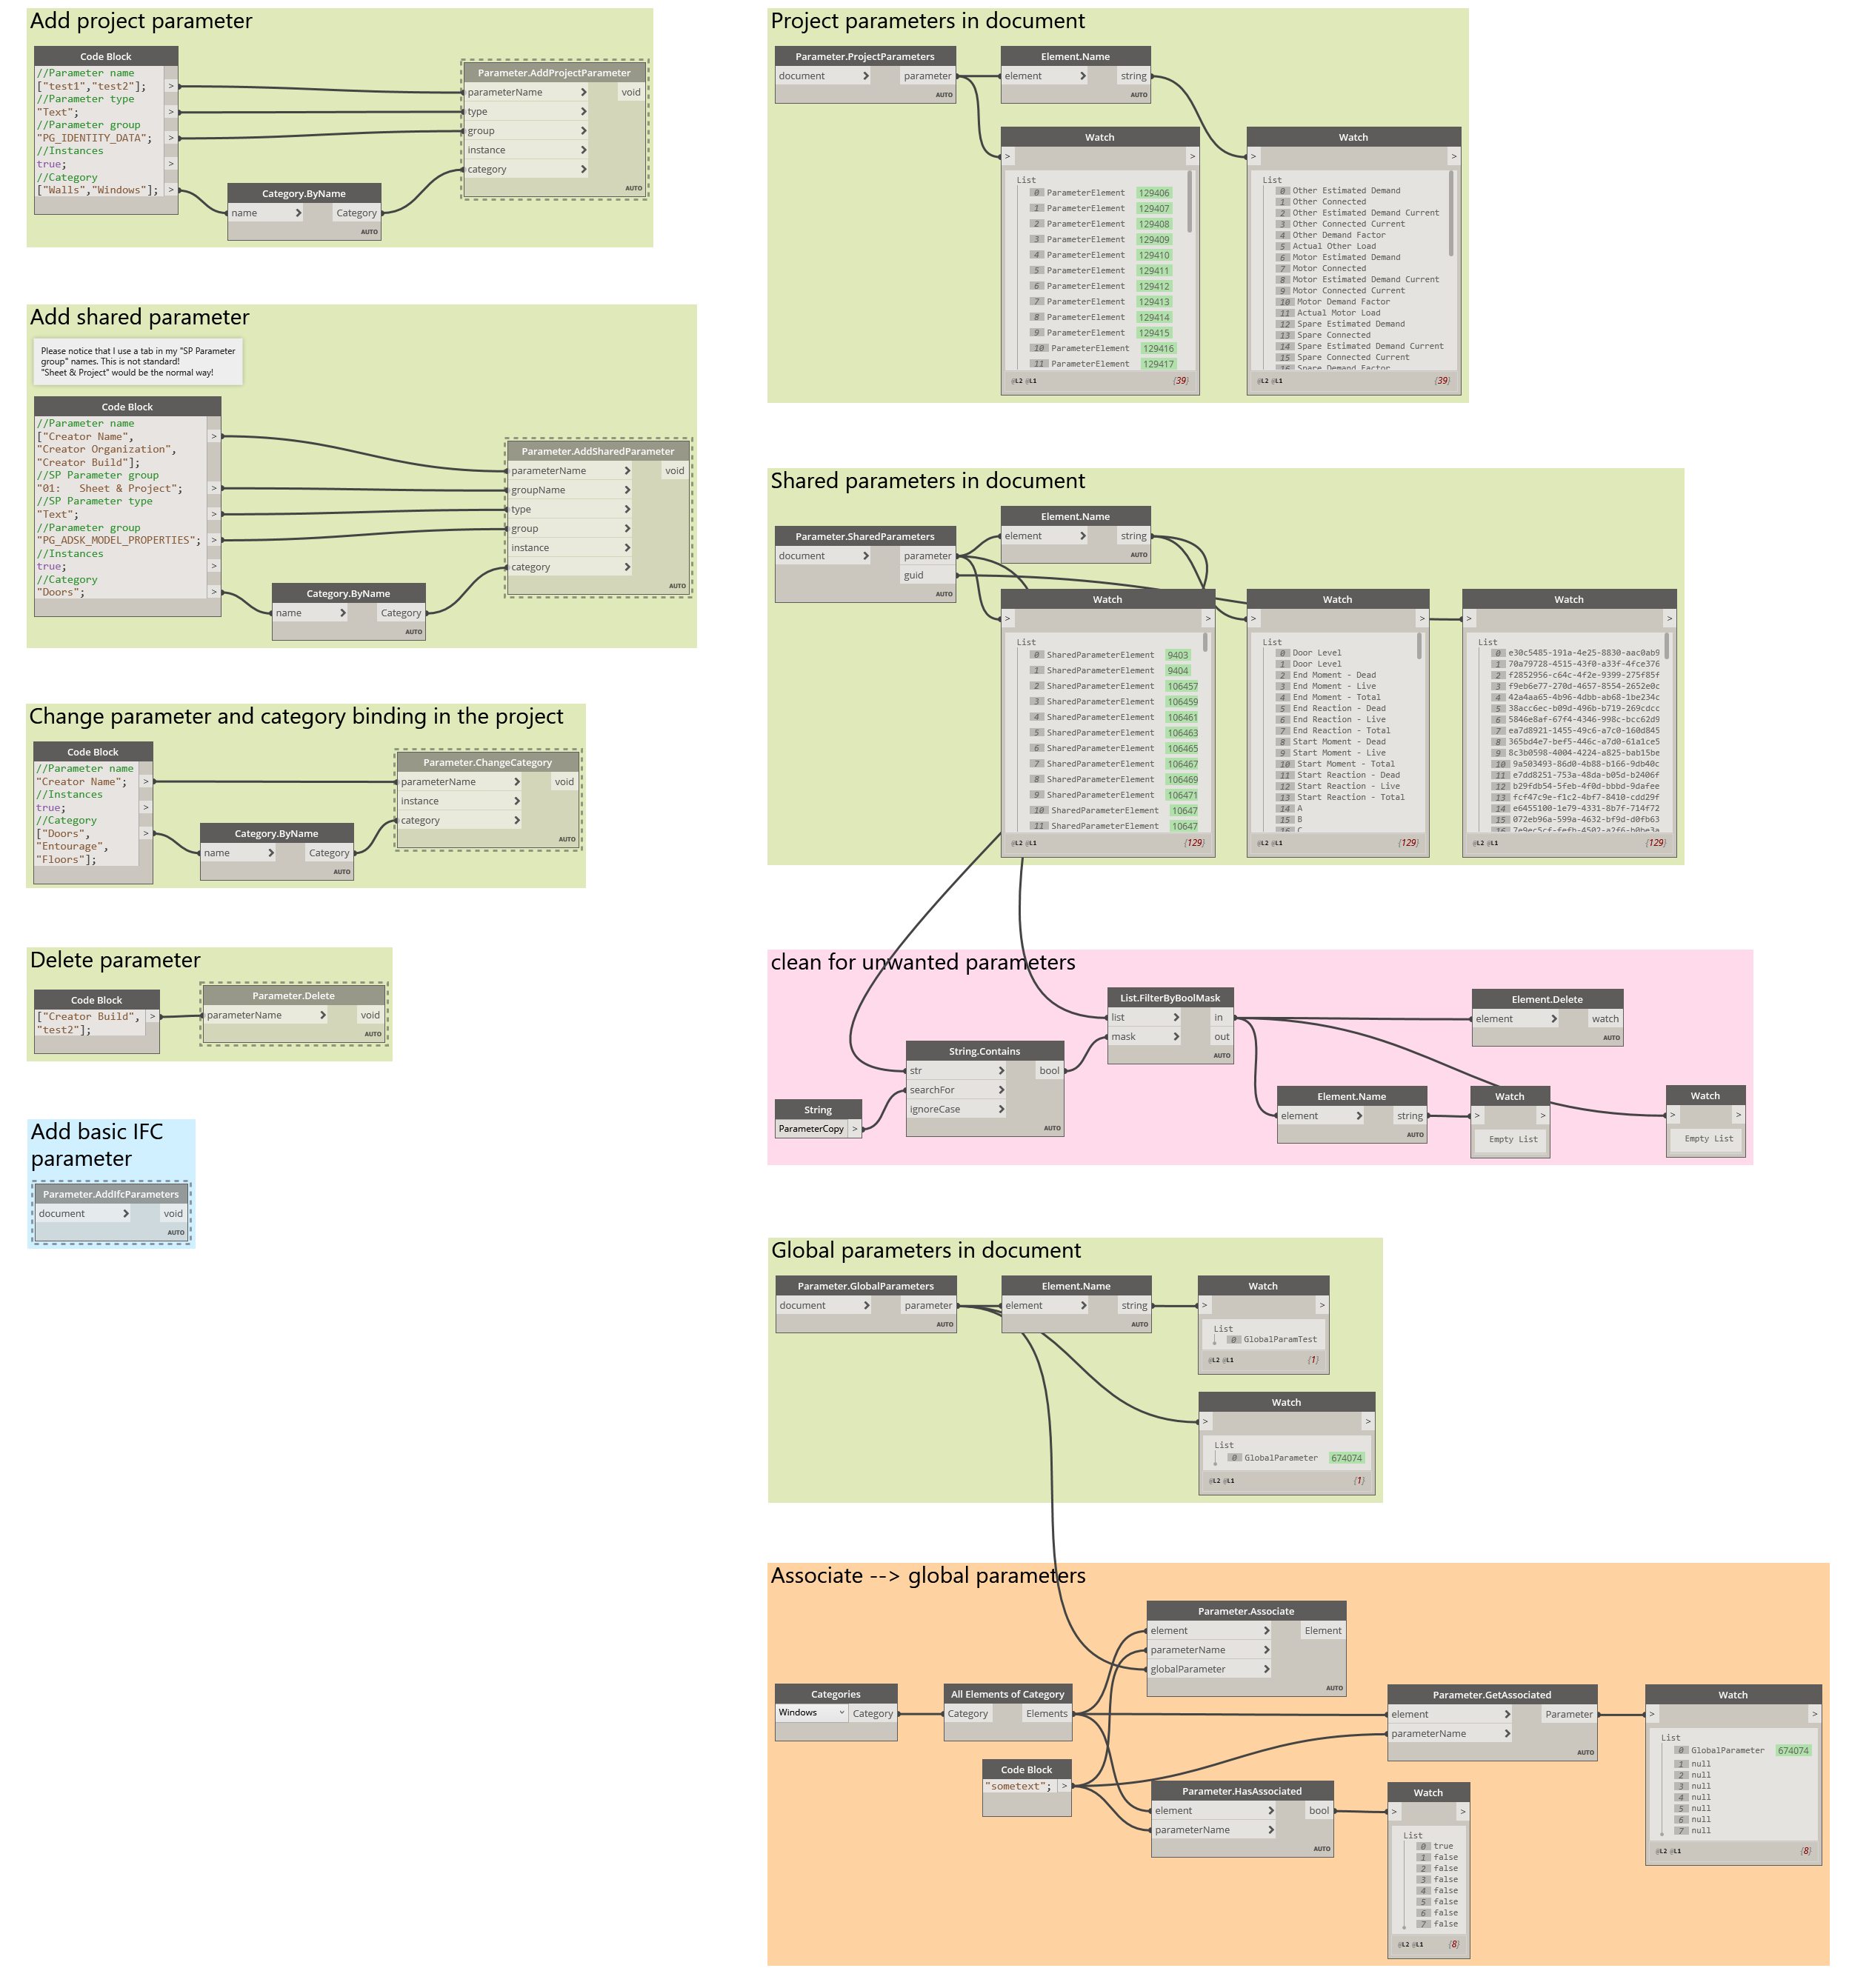 Add project parameter
Code Block
//Parameter name
["test1","test2"]; >
//Parameter type
"Text"; >
//Parameter group
"PG_IDENTITY_DATA"; >
//Instances
true; >
//Category
["Walls","Windows"]; >
Category.ByName
name > Category
AUTO
Parameter.AddProjectParameter
parameterName > void
type >
group >
instance >
category >
AUTO
Add shared parameter
Please notice that I use a tab in my "SP Parameter
group" names. This is not standard!
"Sheet & Project" would be the normal way!
Code Block
//Parameter name
["Creator Name", >
"Creator Organization",
"Creator Build"];
//SP Parameter group
"01:   Sheet & Project"; >
//SP Parameter type
"Text"; >
//Parameter group
"PG_ADSK_MODEL_PROPERTIES"; >
//Instances
true; >
//Category
"Doors"; >
Category.ByName
name > Category
AUTO
Parameter.AddSharedParameter
parameterName > void
groupName >
type >
group >
instance >
category >
AUTO
Change parameter and category binding in the project
Code Block
//Parameter name
"Creator Name"; >
//Instances
true; >
//Category
["Doors", >
"Entourage",
"Floors"];
Category.ByName
name > Category
AUTO
Parameter.ChangeCategory
parameterName > void
instance >
category >
AUTO
Delete parameter
Code Block
["Creator Build", >
"test2"];
Parameter.Delete
parameterName > void
AUTO
Add basic IFC
parameter
Parameter.AddIfcParameters
document > void
AUTO
Project parameters in document
Parameter.ProjectParameters
document > parameter
AUTO
Element.Name
element > string
AUTO
Watch
> >
List
0 ParameterElement 129406
1 ParameterElement 129407
2 ParameterElement 129408
3 ParameterElement 129409
4 ParameterElement 129410
5 ParameterElement 129411
6 ParameterElement 129412
7 ParameterElement 129413
8 ParameterElement 129414
9 ParameterElement 129415
10 ParameterElement 129416
11 ParameterElement 129417
@L2 @L1 {39}
Watch
> >
List
0 Other Estimated Demand
1 Other Connected
2 Other Estimated Demand Current
3 Other Connected Current
4 Other Demand Factor
5 Actual Other Load
6 Motor Estimated Demand
7 Motor Connected
8 Motor Estimated Demand Current
9 Motor Connected Current
10 Motor Demand Factor
11 Actual Motor Load
12 Spare Estimated Demand
13 Spare Connected
14 Spare Estimated Demand Current
15 Spare Connected Current
16 Spare Demand Factor
@L2 @L1 {39}
Shared parameters in document
Parameter.SharedParameters
document > parameter
guid
AUTO
Element.Name
element > string
AUTO
Watch
> >
List
0 SharedParameterElement 9403
1 SharedParameterElement 9404
2 SharedParameterElement 106457
3 SharedParameterElement 106459
4 SharedParameterElement 106461
5 SharedParameterElement 106463
6 SharedParameterElement 106465
7 SharedParameterElement 106467
8 SharedParameterElement 106469
9 SharedParameterElement 106471
10 SharedParameterElement 10647
11 SharedParameterElement 10647
@L2 @L1 {129}
Watch
> >
List
0 Door Level
1 Door Level
2 End Moment - Dead
3 End Moment - Live
4 End Moment - Total
5 End Reaction - Dead
6 End Reaction - Live
7 End Reaction - Total
8 Start Moment - Dead
9 Start Moment - Live
10 Start Moment - Total
11 Start Reaction - Dead
12 Start Reaction - Live
13 Start Reaction - Total
14 A
15 B
16 C
@L2 @L1 {129}
Watch
> >
List
0 e30c5485-191a-4e25-8830-aac0ab9
1 70a79728-4515-43f0-a33f-4fce376
2 f2852956-c64c-4f2e-9399-275f85f
3 f9eb6e77-270d-4657-8554-2652e0c
4 42a4aa65-4b96-4dbb-ab68-1be234c
5 38acc6ec-b09d-496b-b719-269cdcc
6 5846e8af-67f4-4346-998c-bcc62d9
7 ea7d8921-1455-49c6-a7c0-160d845
8 365bd4e7-bef5-446c-a7d0-61a1ce5
9 8c3b0598-4004-4224-a825-bab15be
10 9a503493-86d0-4b88-b166-9db40c
11 e7dd8251-753a-48da-b05d-b2406f
12 b29fdb54-5feb-4f0d-bbbd-9dafee
13 fcf47c9e-f1c2-4bf7-8410-cdd29f
14 e6455100-1e79-4331-8b7f-714f72
15 072eb96a-599a-4632-bf9d-d0fb63
16 7e9ec5cf-fefb-4502-a2f6-b0be3a
@L2 @L1 {129}
clean for unwanted parameters
String
ParameterCopy >
String.Contains
str > bool
searchFor >
ignoreCase >
AUTO
List.FilterByBoolMask
list > in
mask > out
AUTO
Element.Delete
element > watch
AUTO
Element.Name
element > string
AUTO
Watch
> >
Empty List
Watch
> >
Empty List
Global parameters in document
Parameter.GlobalParameters
document > parameter
AUTO
Element.Name
element > string
AUTO
Watch
> >
List
0 GlobalParamTest
@L2 @L1 {1}
Watch
> >
List
0 GlobalParameter 674074
@L2 @L1 {1}
Associate --> global parameters
Categories
Windows Category
All Elements of Category
Category Elements
Code Block
"sometext"; >
Parameter.Associate
element > Element
parameterName >
globalParameter >
AUTO
Parameter.HasAssociated
element > bool
parameterName >
AUTO
Parameter.GetAssociated
element > Parameter
parameterName >
AUTO
Watch
> >
List
0 true
1 false
2 false
3 false
4 false
5 false
6 false
7 false
@L2 @L1 {8}
Watch
> >
List
0 GlobalParameter 674074
1 null
2 null
3 null
4 null
5 null
6 null
7 null
@L2 @L1 {8}